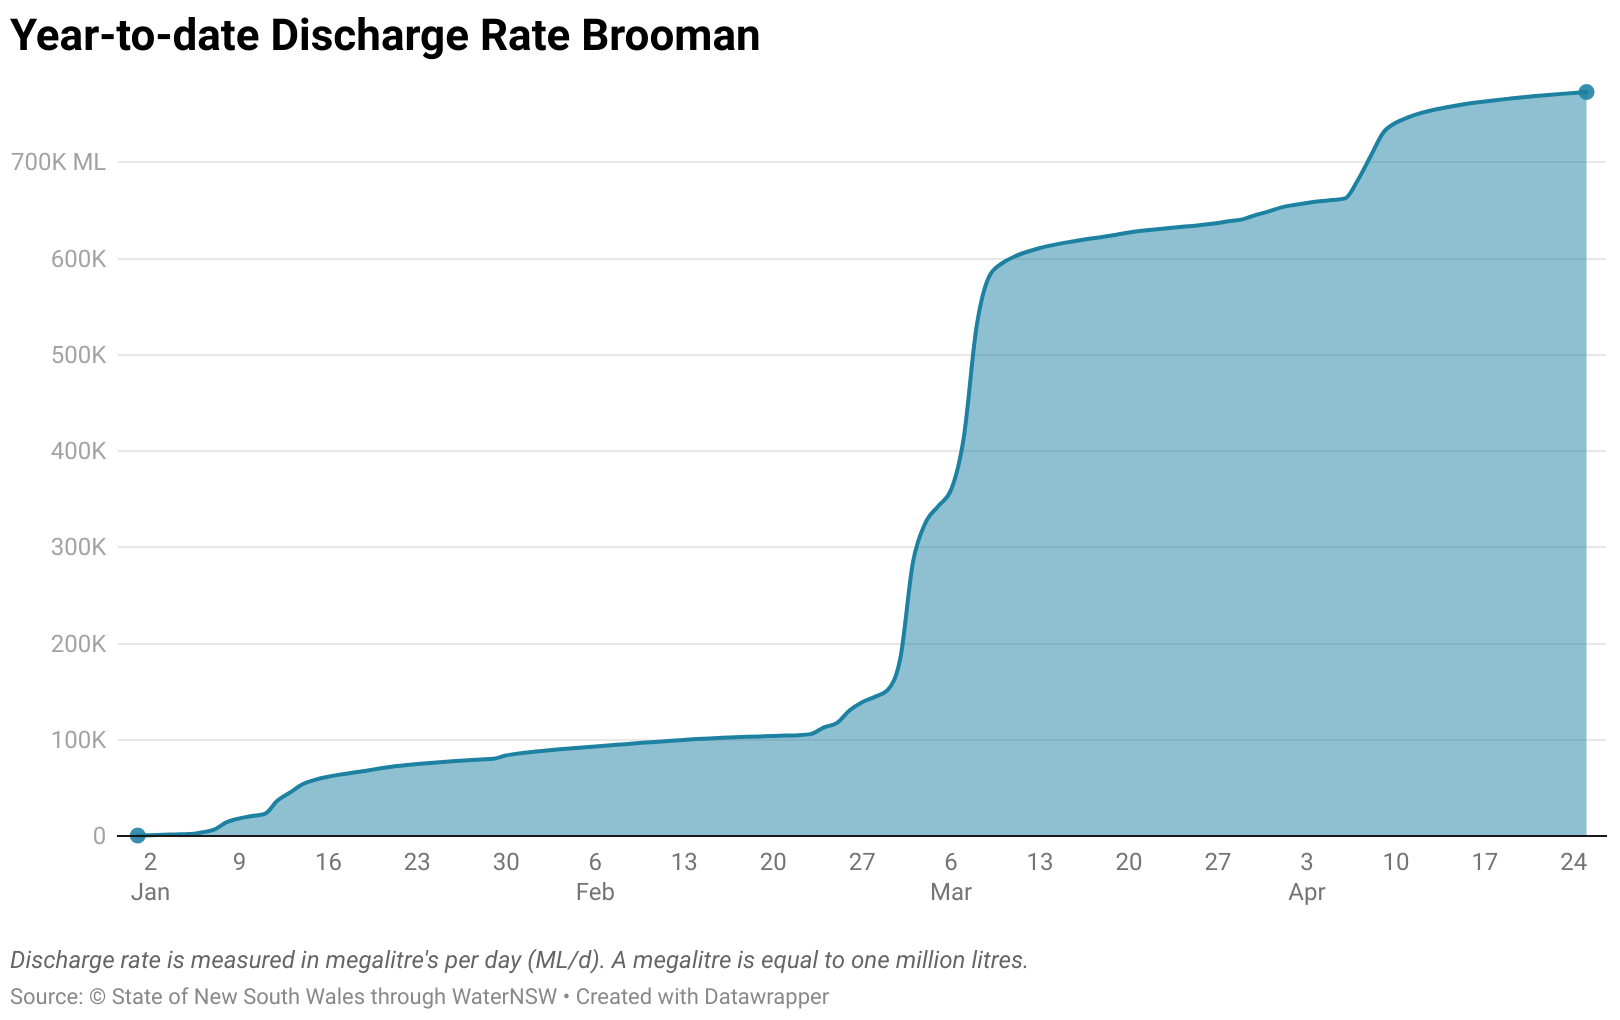 Year-to-date Discharge Rate Brooman
700K ML
600K
500K
400K
300K
200K
100K
0
2 9 16 23 30 6 13 20 27 6 13 20 27 3 10 17 24
Jan Feb Mar Apr
Discharge rate is measured in megalitre's per day (ML/d). A megalitre is equal to one million litres.
Source: © State of New South Wales through WaterNSW • Created with Datawrapper